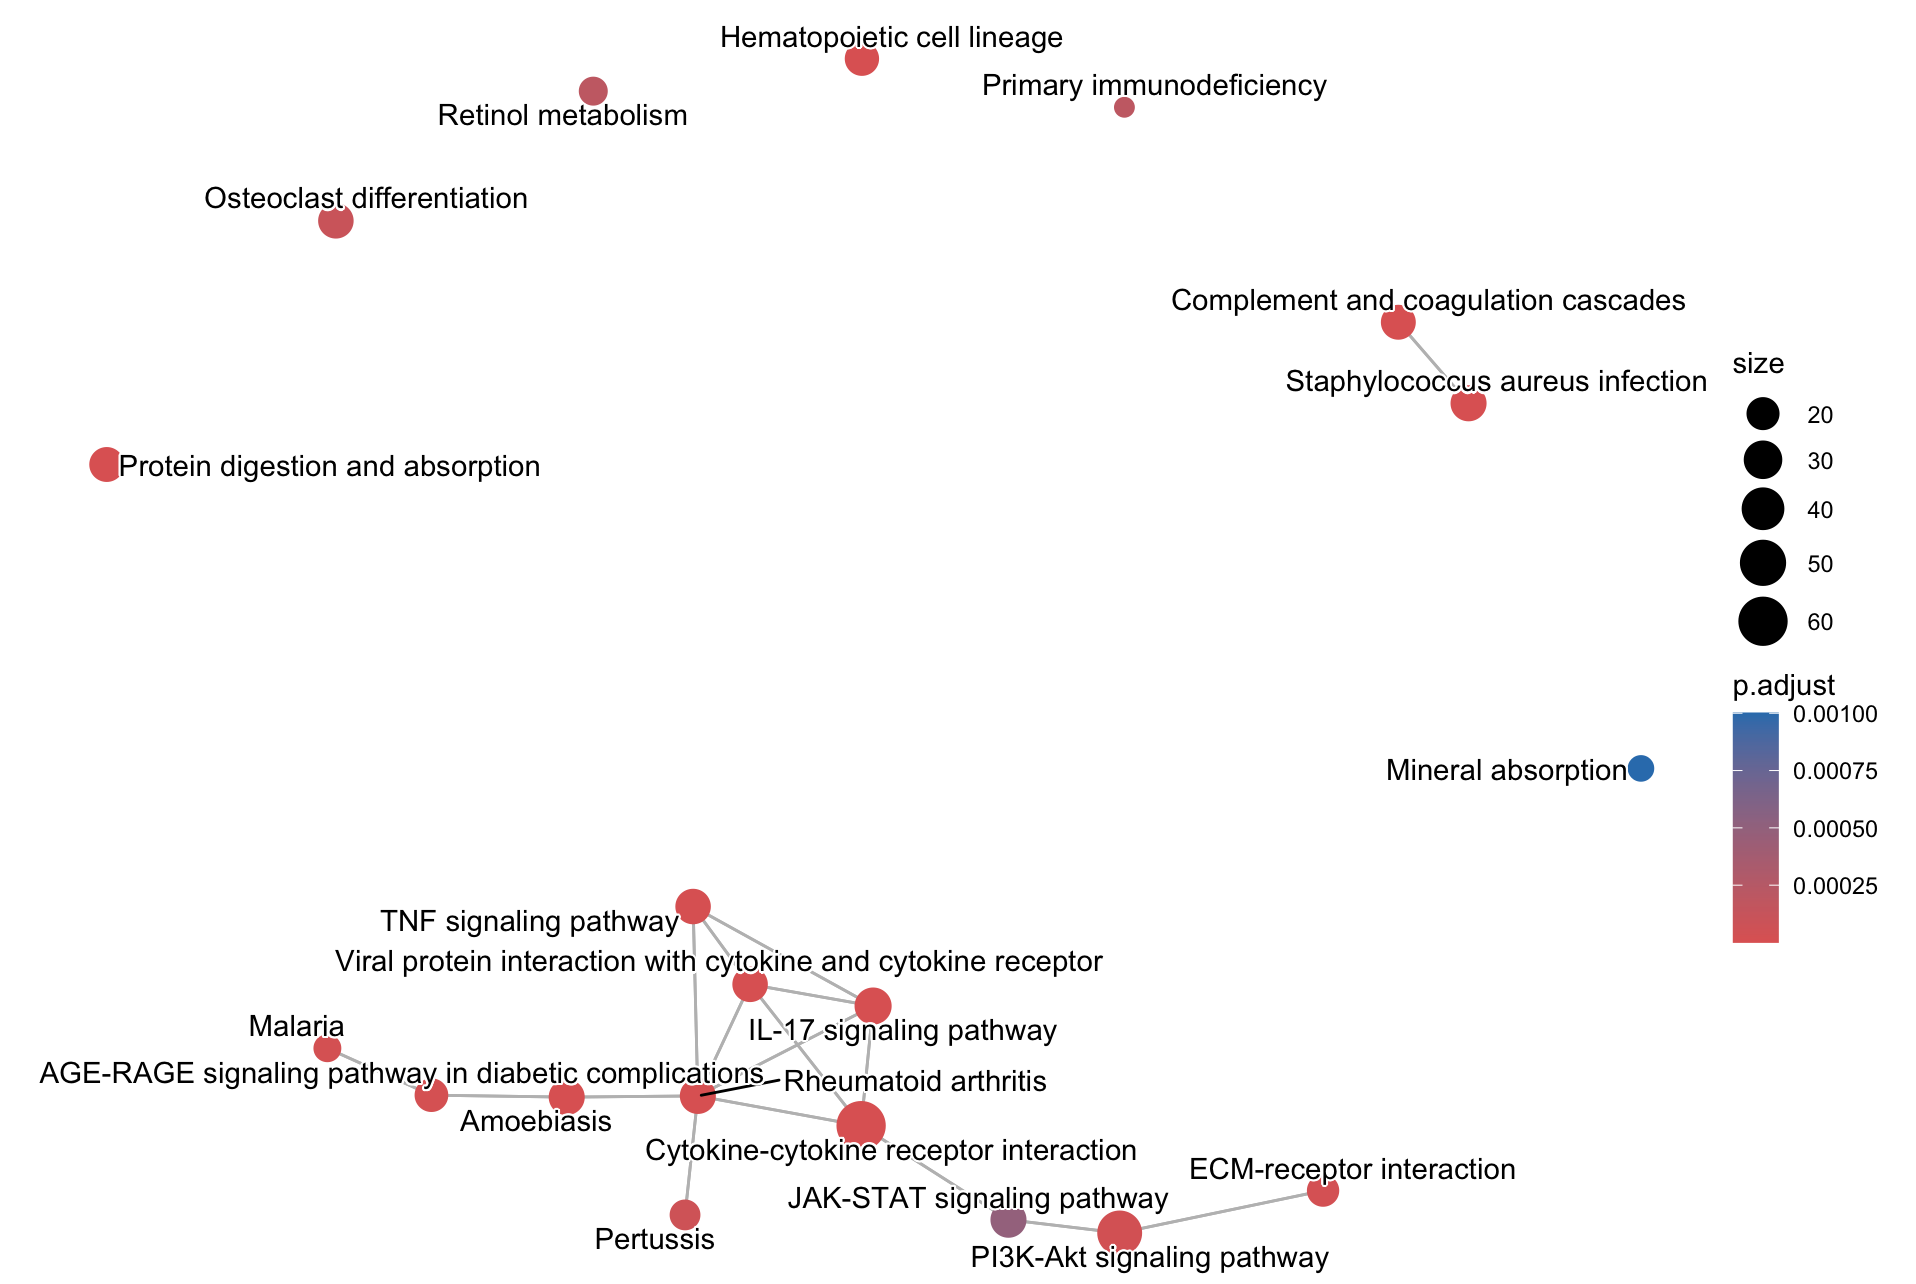 Hematopoietic cell lineage
Primary immunodeficiency
Retinol metabolism
Osteoclast differentiation
Complement and coagulation cascades
Staphylococcus aureus infection
Protein digestion and absorption
Mineral absorption
TNF signaling pathway
Viral protein interaction with cytokine and cytokine receptor
IL-17 signaling pathway
Malaria
AGE-RAGE signaling pathway in diabetic complications
Rheumatoid arthritis
Amoebiasis
Cytokine-cytokine receptor interaction
ECM-receptor interaction
JAK-STAT signaling pathway
Pertussis
PI3K-Akt signaling pathway
size
20
30
40
50
60
p.adjust
0.00100
0.00075
0.00050
0.00025